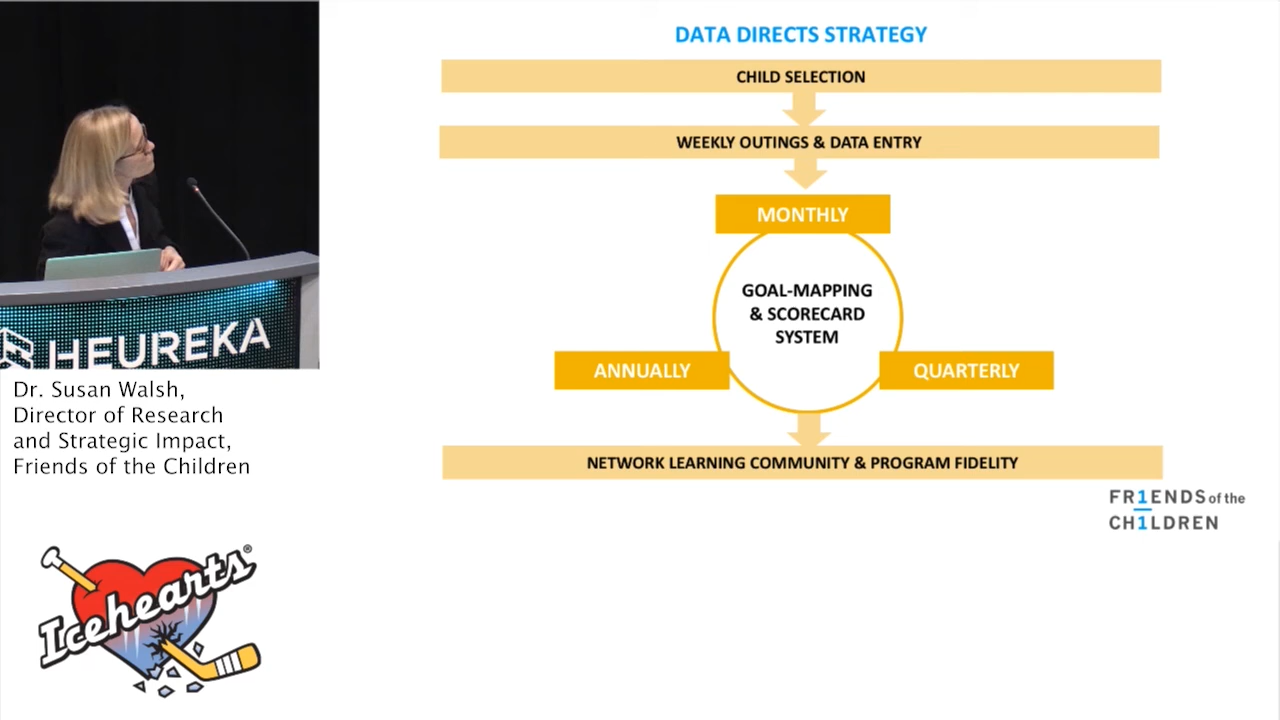 DATA DIRECTS STRATEGY
CHILD SELECTION
WEEKLY OUTINGS & DATA ENTRY
MONTHLY
GOAL-MAPPING
& SCORECARD
SYSTEM
ANNUALLY
QUARTERLY
NETWORK LEARNING COMMUNITY & PROGRAM FIDELITY
FR1ENDS of the
CH1LDREN
HEUREKA
Dr. Susan Walsh,
Director of Research
and Strategic Impact,
Friends of the Children
Icehearts®